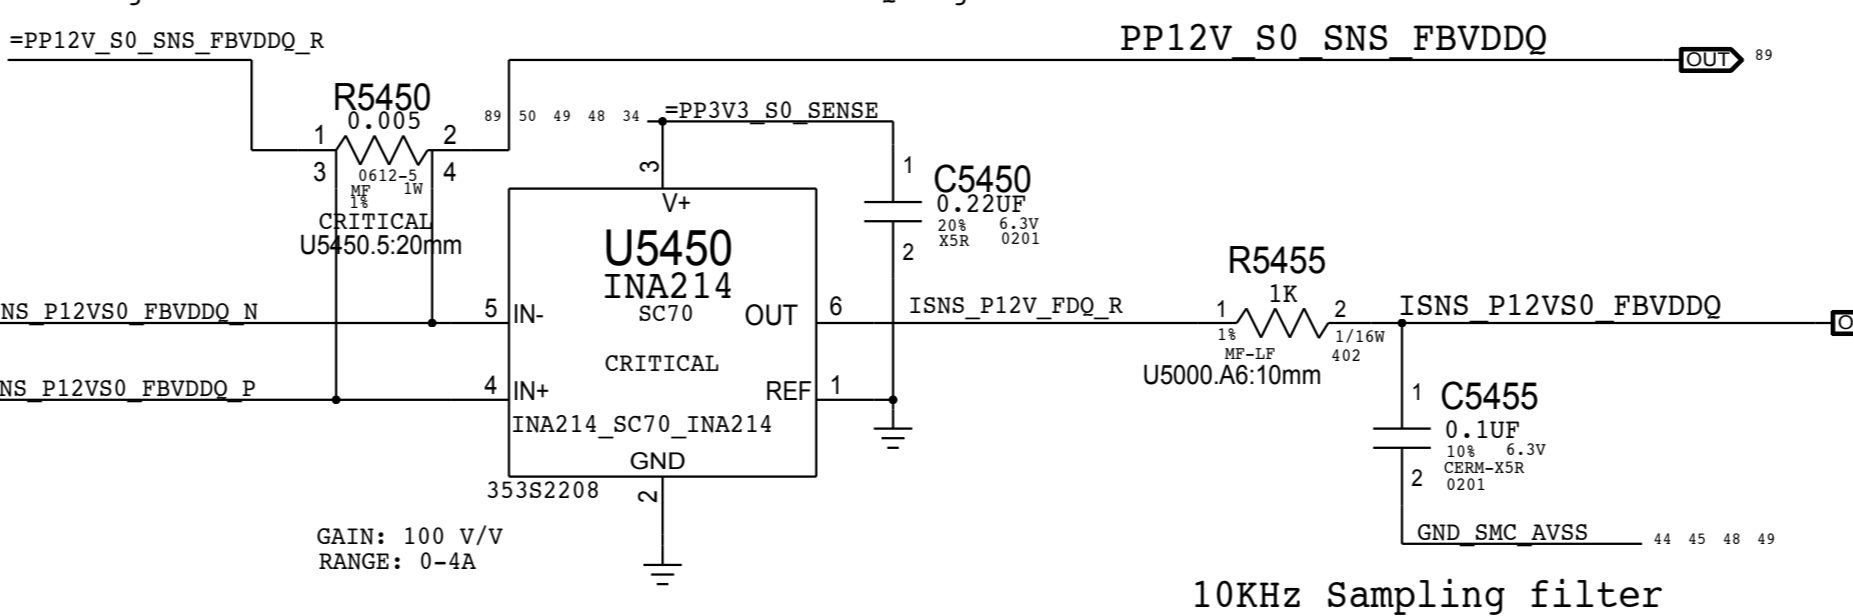 =PP12V_S0_SNS_FBVDDQ_R
PP12V_S0_SNS_FBVDDQ
OUT 89
R5450
0.005
1 2
3 4
0612-5
MF 1W
1%
CRITICAL
U5450.5:20mm
89 50 49 48 34 =PP3V3_S0_SENSE
3
V+
U5450
INA214
SC70
CRITICAL
INA214_SC70_INA214
GND
2
353S2208
NS_P12VS0_FBVDDQ_N 5 IN-
NS_P12VS0_FBVDDQ_P 4 IN+
OUT 6 ISNS_P12V_FDQ_R
REF 1
1
C5450
0.22UF
20% 6.3V
X5R 0201
2
R5455
1K
1 2
1% 1/16W
MF-LF 402
U5000.A6:10mm
ISNS_P12VS0_FBVDDQ
1
C5455
0.1UF
10% 6.3V
CERM-X5R
0201
2
GND_SMC_AVSS 44 45 48 49
GAIN: 100 V/V
RANGE: 0-4A
10KHz Sampling filter